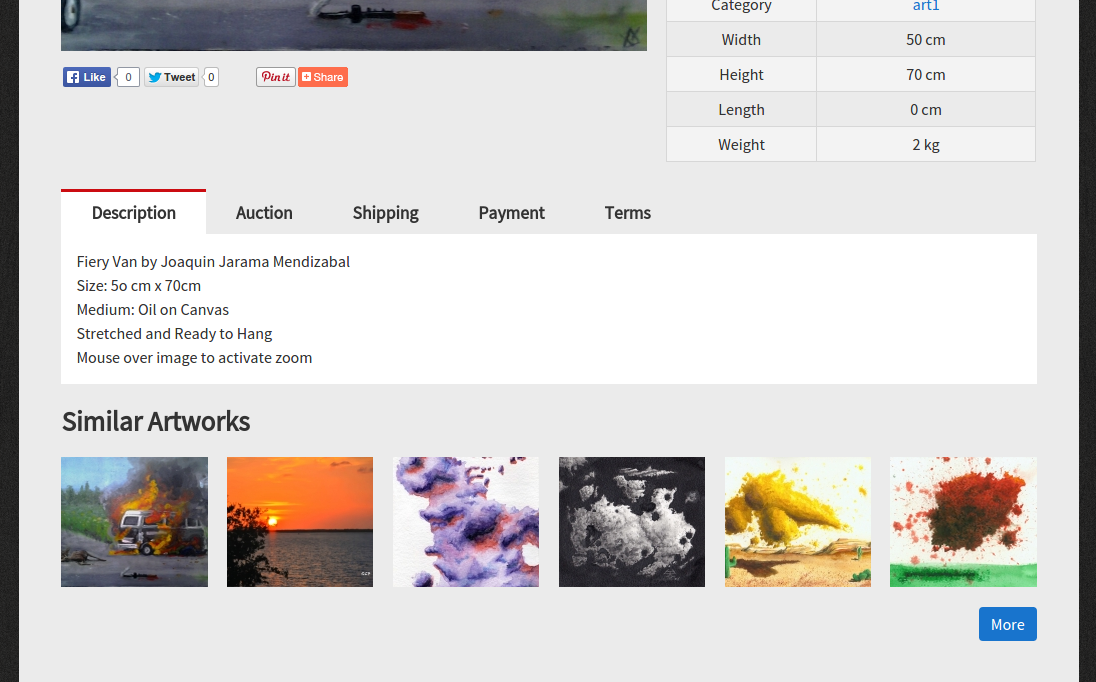 Category art1
Width 50 cm
Height 70 cm
Length 0 cm
Weight 2 kg
Like 0 Tweet 0 Pin it Share
Description Auction Shipping Payment Terms
Fiery Van by Joaquin Jarama Mendizabal
Size: 5o cm x 70cm
Medium: Oil on Canvas
Stretched and Ready to Hang
Mouse over image to activate zoom
Similar Artworks
More